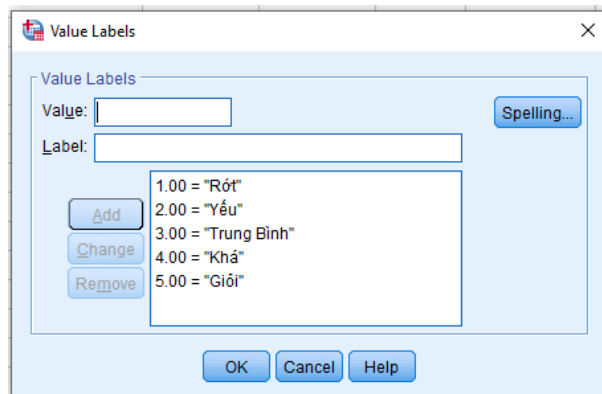 Value Labels
Value Labels
Value:
Spelling...
Label:
1.00 = "Rớt"
2.00 = "Yếu"
3.00 = "Trung Bình"
4.00 = "Khá"
5.00 = "Giỏi"
Add
Change
Remove
OK Cancel Help